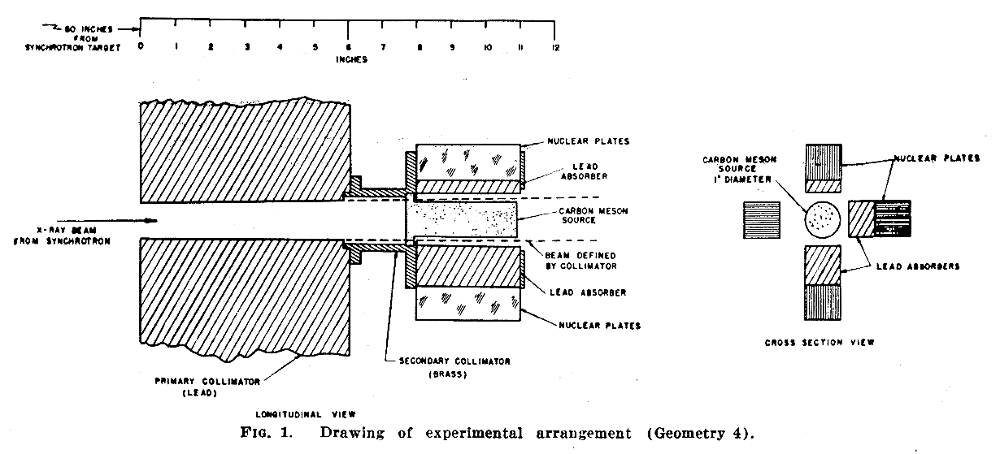 60 INCHES
FROM
SYNCHROTRON TARGET
0 1 2 3 4 5 6 7 8 9 10 11 12
INCHES
NUCLEAR PLATES
LEAD
ABSORBER
CARBON MESON
SOURCE
X-RAY BEAM
FROM SYNCHROTRON
BEAM DEFINED
BY COLLIMATOR
LEAD ABSORBER
NUCLEAR PLATES
SECONDARY COLLIMATOR
(BRASS)
PRIMARY COLLIMATOR
(LEAD)
LONGITUDINAL VIEW
CARBON MESON
SOURCE
1" DIAMETER
NUCLEAR PLATES
LEAD ABSORBERS
CROSS SECTION VIEW
FIG. 1. Drawing of experimental arrangement (Geometry 4).